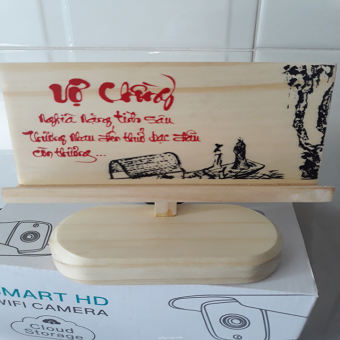 Vợ Chồng
Nghĩa Nặng Tình Sâu
Thương Nhau Đến Thuở Bạc Đầu
Còn Thương...
SMART HD
WIFI CAMERA
Cloud
Storage